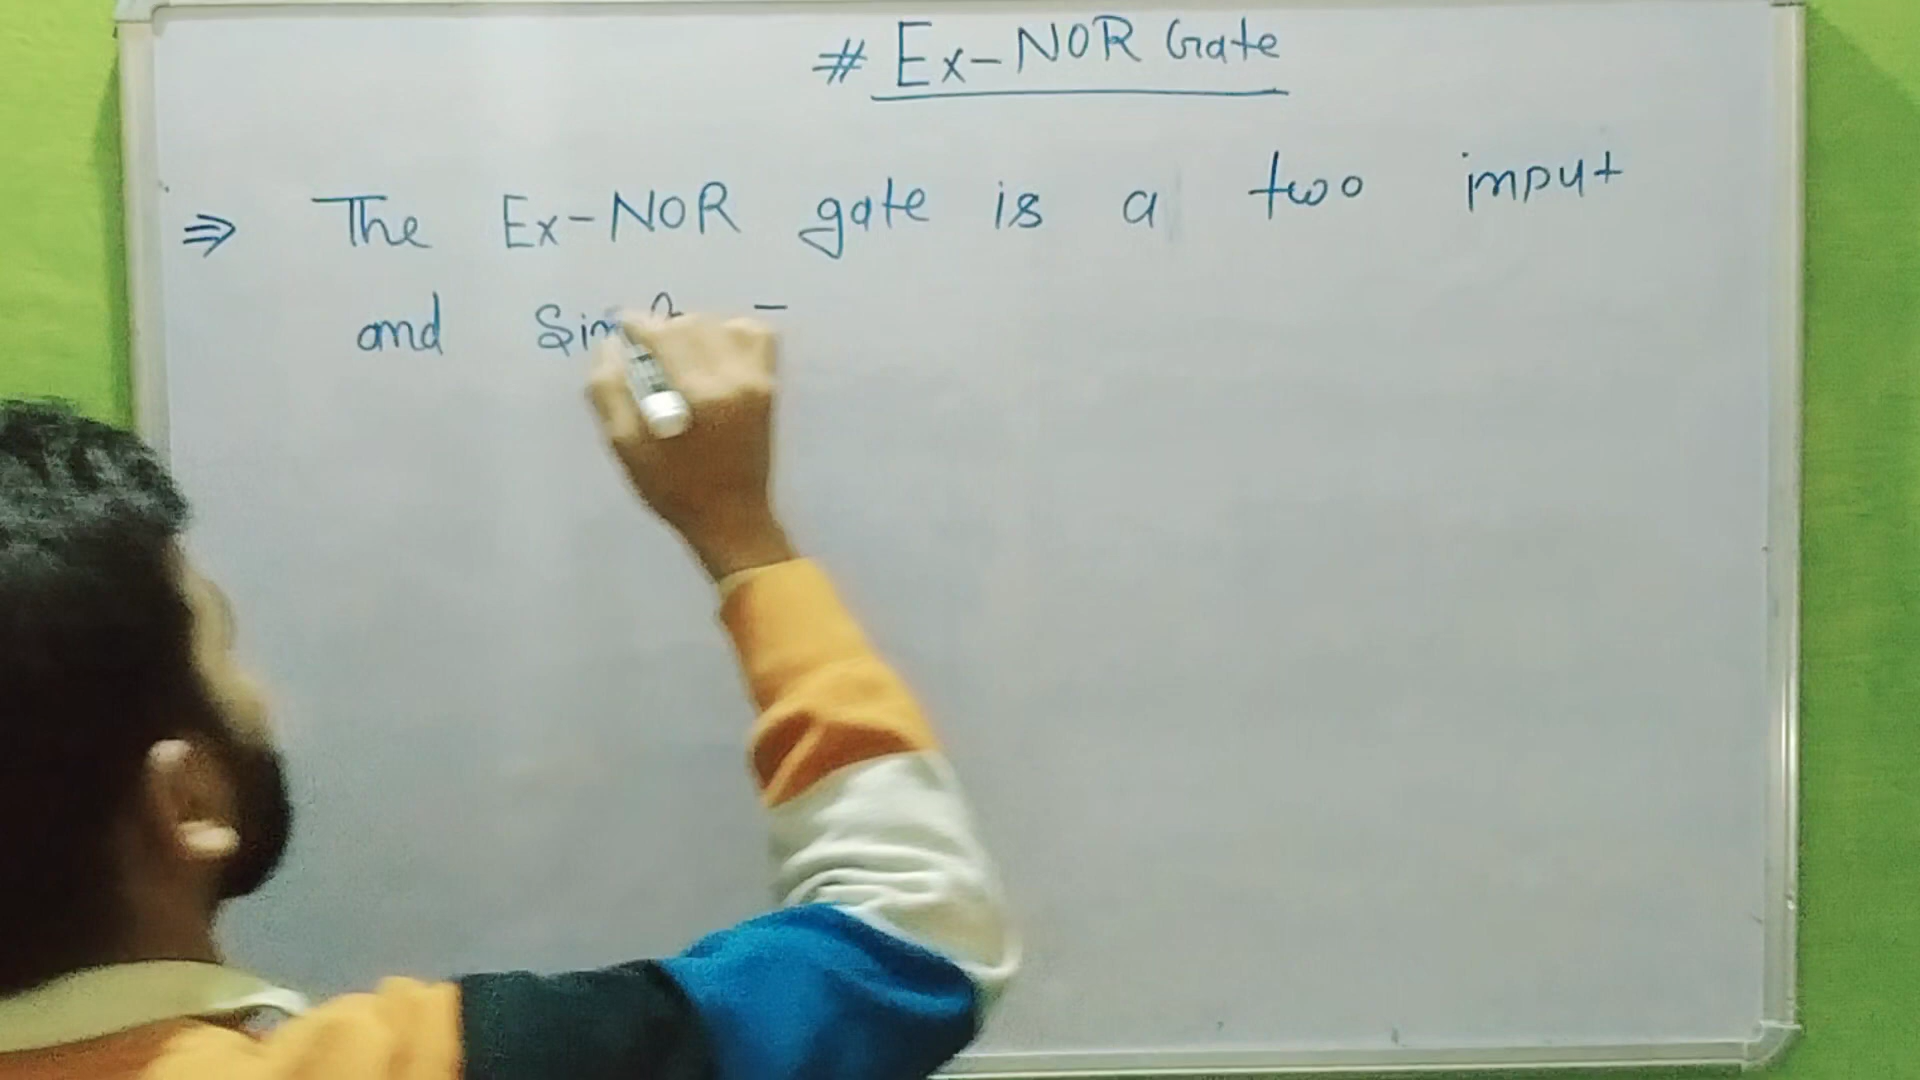 # Ex-NOR Gate
⇒ The Ex-NOR gate is a two input
and